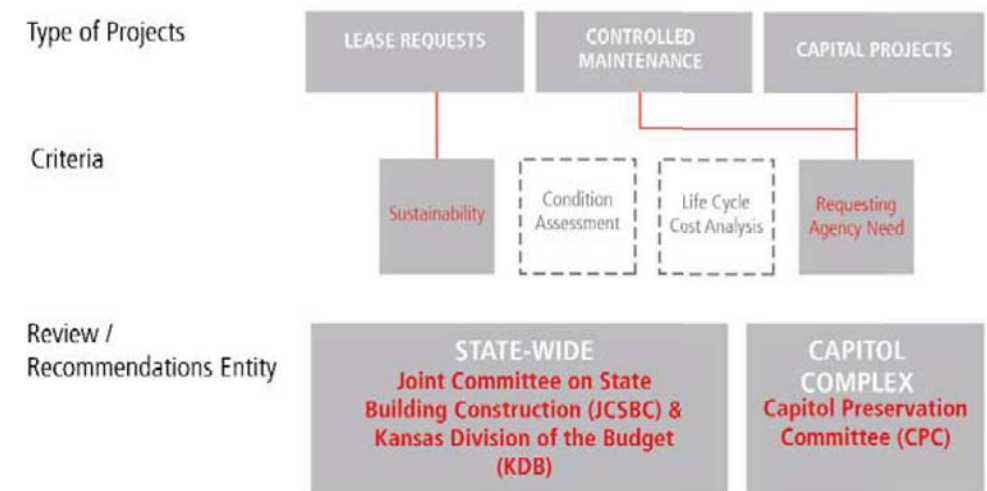 Type of Projects
LEASE REQUESTS
CONTROLLED
MAINTENANCE
CAPITAL PROJECTS
Criteria
Sustainability
Condition
Assessment
Life Cycle
Cost Analysis
Requesting
Agency Need
Review /
Recommendations Entity
STATE-WIDE
Joint Committee on State
Building Construction (JCSBC) &
Kansas Division of the Budget
(KDB)
CAPITOL
COMPLEX
Capitol Preservation
Committee (CPC)